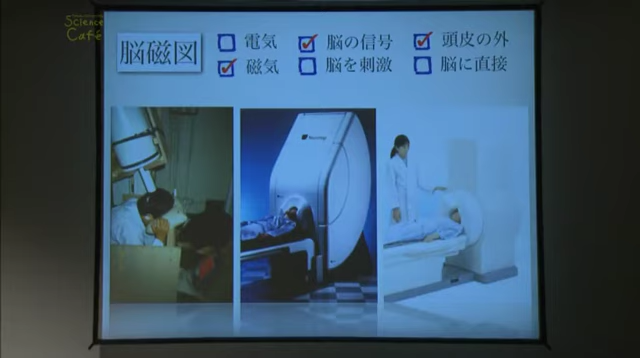 Science
Café
脳磁図
電気 脳の信号 頭皮の外
磁気 脳を刺激 脳に直接